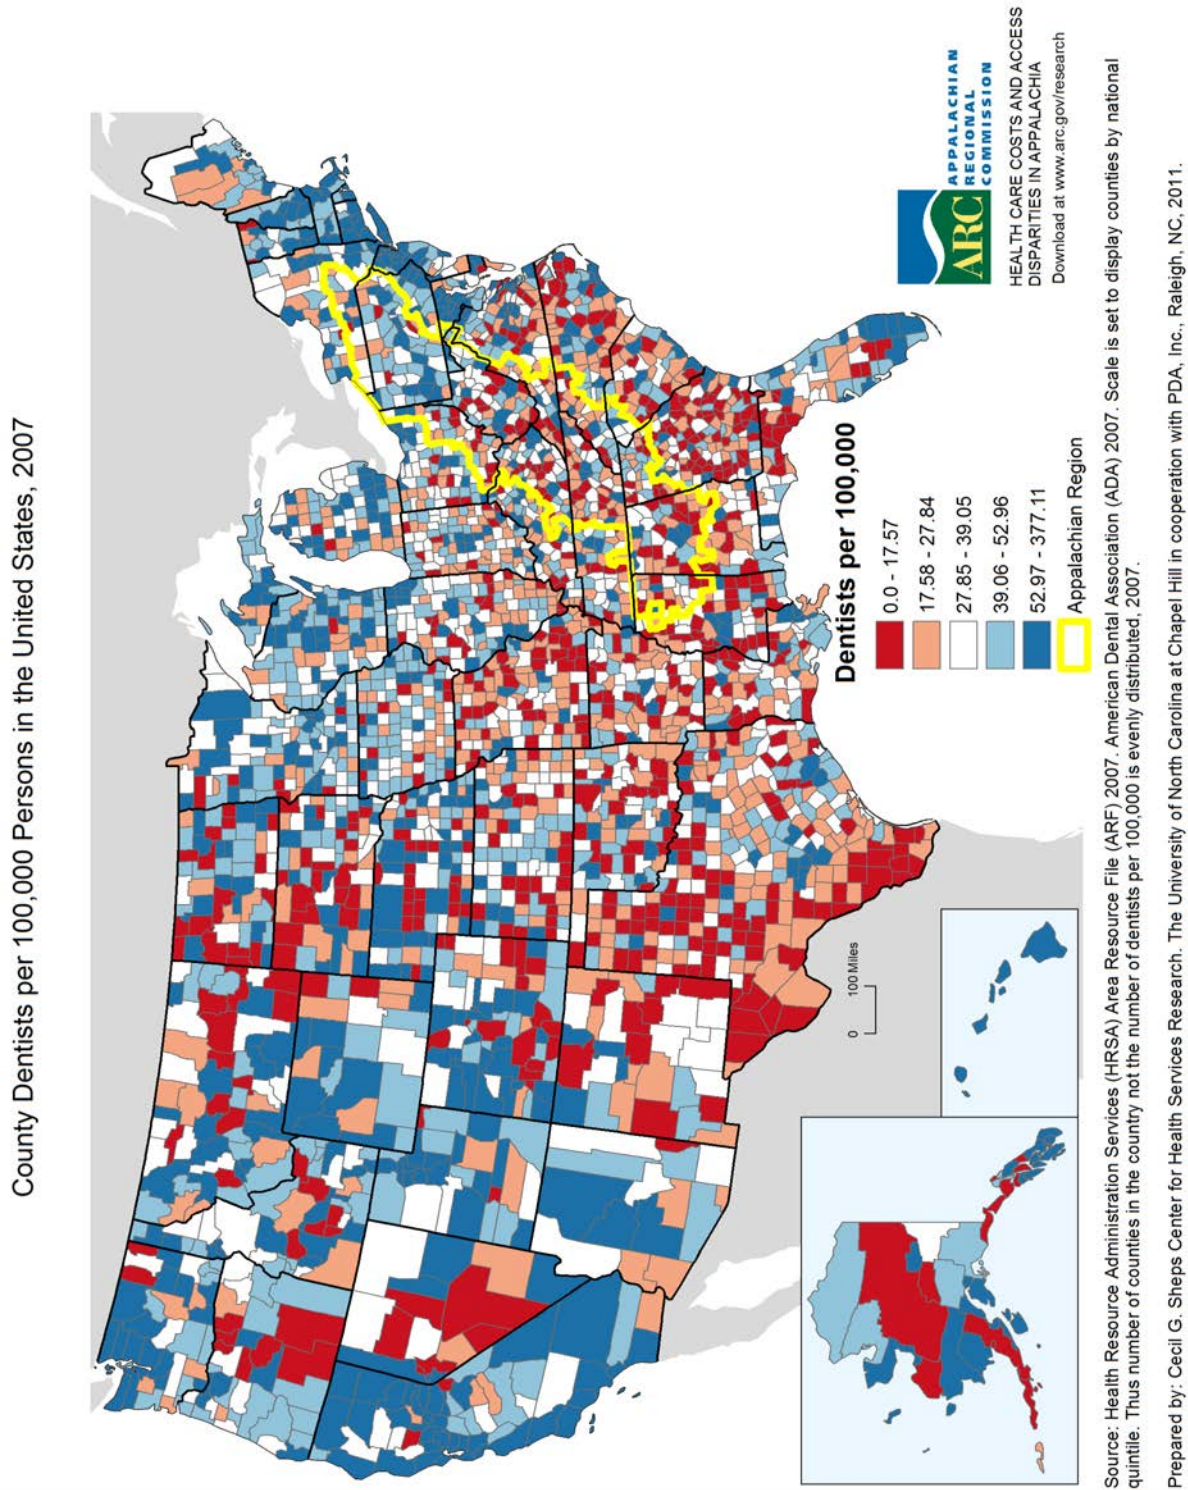 County Dentists per 100,000 Persons in the United States, 2007
ARC
APPALACHIAN
REGIONAL
COMMISSION
HEALTH CARE COSTS AND ACCESS
DISPARITIES IN APPALACHIA
Download at www.arc.gov/research
Dentists per 100,000
0.0 - 17.57
17.58 - 27.84
27.85 - 39.05
39.06 - 52.96
52.97 - 377.11
Appalachian Region
0 100 Miles
Source: Health Resource Administration Services (HRSA) Area Resource File (ARF) 2007. American Dental Association (ADA) 2007. Scale is set to display counties by national
quintile. Thus number of counties in the country not the number of dentists per 100,000 is evenly distributed, 2007.
Prepared by: Cecil G. Sheps Center for Health Services Research. The University of North Carolina at Chapel Hill in cooperation with PDA, Inc., Raleigh, NC, 2011.